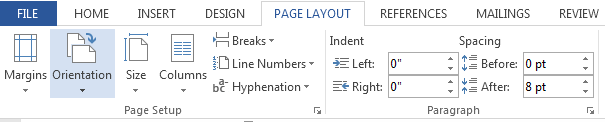 FILE HOME INSERT DESIGN PAGE LAYOUT REFERENCES MAILINGS REVIEW
Breaks Indent Spacing
Line Numbers Left: 0" Before: 0 pt
Margins Orientation Size Columns bc Hyphenation Right: 0" After: 8 pt
Page Setup Paragraph